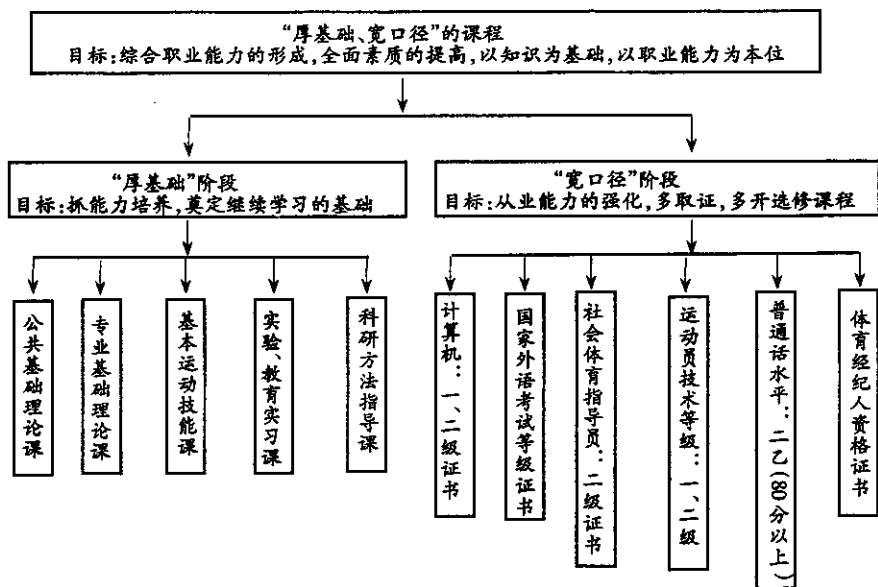 “厚基础、宽口径”的课程
目标:综合职业能力的形成,全面素质的提高,以知识为基础,以职业能力为本位
“厚基础”阶段
目标:抓能力培养,奠定继续学习的基础
“宽口径”阶段
目标:从业能力的强化,多取证,多开选修课程
公共基础理论课
专业基础理论课
基本运动技能课
实验、教育实习课
科研方法指导课
计算机：一、二级证书
国家外语考试等级证书
社会体育指导员：二级证书
运动员技术等级：一、二级
普通话水平：二乙(80分以上)
体育经纪人资格证书